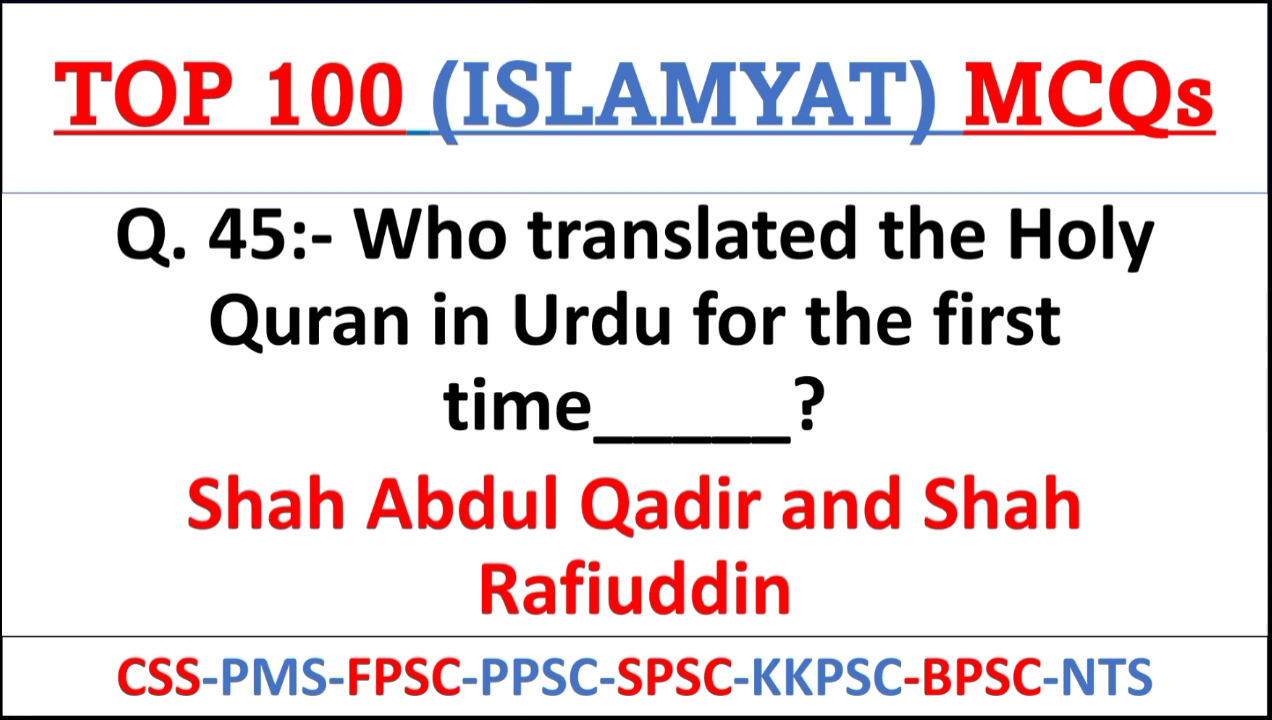 TOP 100 (ISLAMYAT) MCQs
Q. 45:- Who translated the Holy
Quran in Urdu for the first
time_____?
Shah Abdul Qadir and Shah
Rafiuddin
CSS-PMS-FPSC-PPSC-SPSC-KKPSC-BPSC-NTS